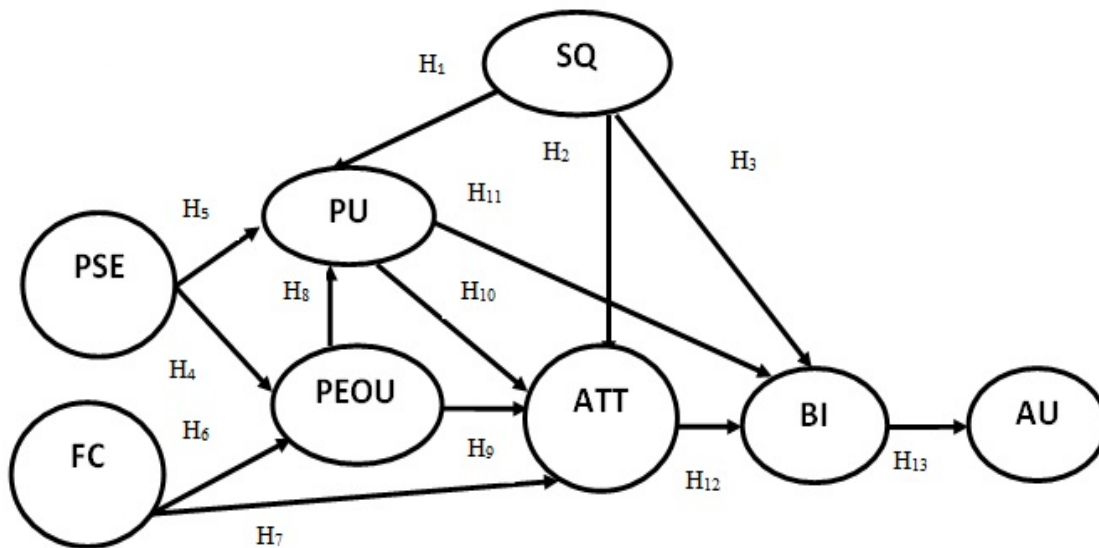 SQ
H₁
H₂
H₃
H₁₁
PU
H₅
PSE
H₈
H₁₀
H₄
PEOU
ATT
BI
AU
H₆
FC
H₉
H₁₂
H₁₃
H₇